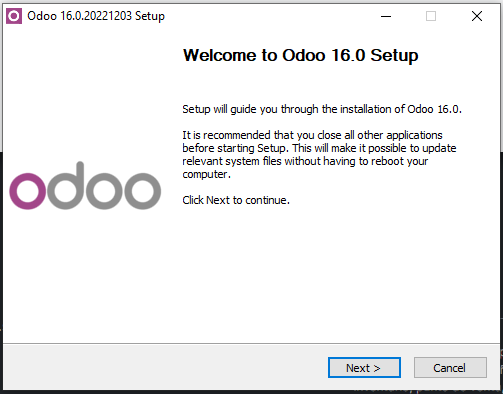 Odoo 16.0.20221203 Setup
Welcome to Odoo 16.0 Setup
Setup will guide you through the installation of Odoo 16.0.
It is recommended that you close all other applications
before starting Setup. This will make it possible to update
relevant system files without having to reboot your
computer.
Click Next to continue.
odoo
Next >
Cancel